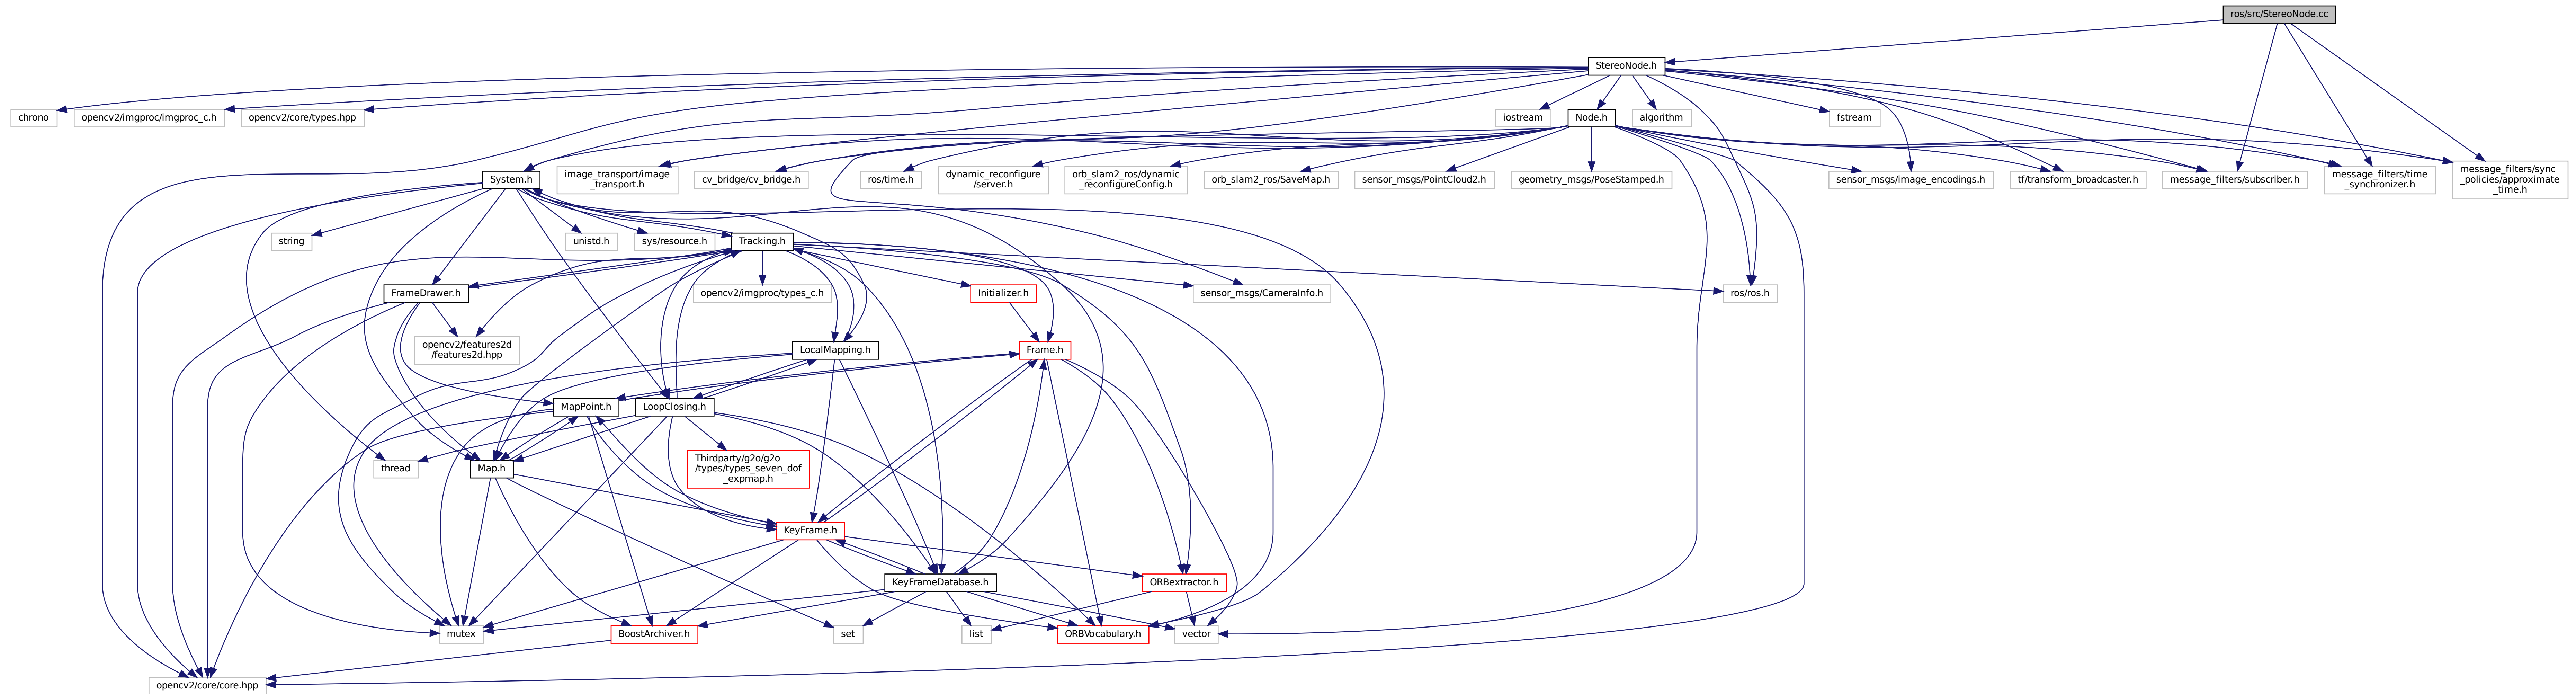 ros/src/StereoNode.cc
StereoNode.h
chrono
opencv2/imgproc/imgproc_c.h
opencv2/core/types.hpp
iostream
Node.h
algorithm
fstream
System.h
image_transport/image
_transport.h
cv_bridge/cv_bridge.h
ros/time.h
dynamic_reconfigure
/server.h
orb_slam2_ros/dynamic
_reconfigureConfig.h
orb_slam2_ros/SaveMap.h
sensor_msgs/PointCloud2.h
geometry_msgs/PoseStamped.h
sensor_msgs/image_encodings.h
tf/transform_broadcaster.h
message_filters/subscriber.h
message_filters/time
_synchronizer.h
message_filters/sync
_policies/approximate
_time.h
string
unistd.h
sys/resource.h
Tracking.h
FrameDrawer.h
opencv2/imgproc/types_c.h
Initializer.h
sensor_msgs/CameraInfo.h
ros/ros.h
opencv2/features2d
/features2d.hpp
LocalMapping.h
Frame.h
MapPoint.h
LoopClosing.h
thread
Map.h
Thirdparty/g2o/g2o
/types/types_seven_dof
_expmap.h
KeyFrame.h
KeyFrameDatabase.h
ORBextractor.h
mutex
BoostArchiver.h
set
list
ORBVocabulary.h
vector
opencv2/core/core.hpp